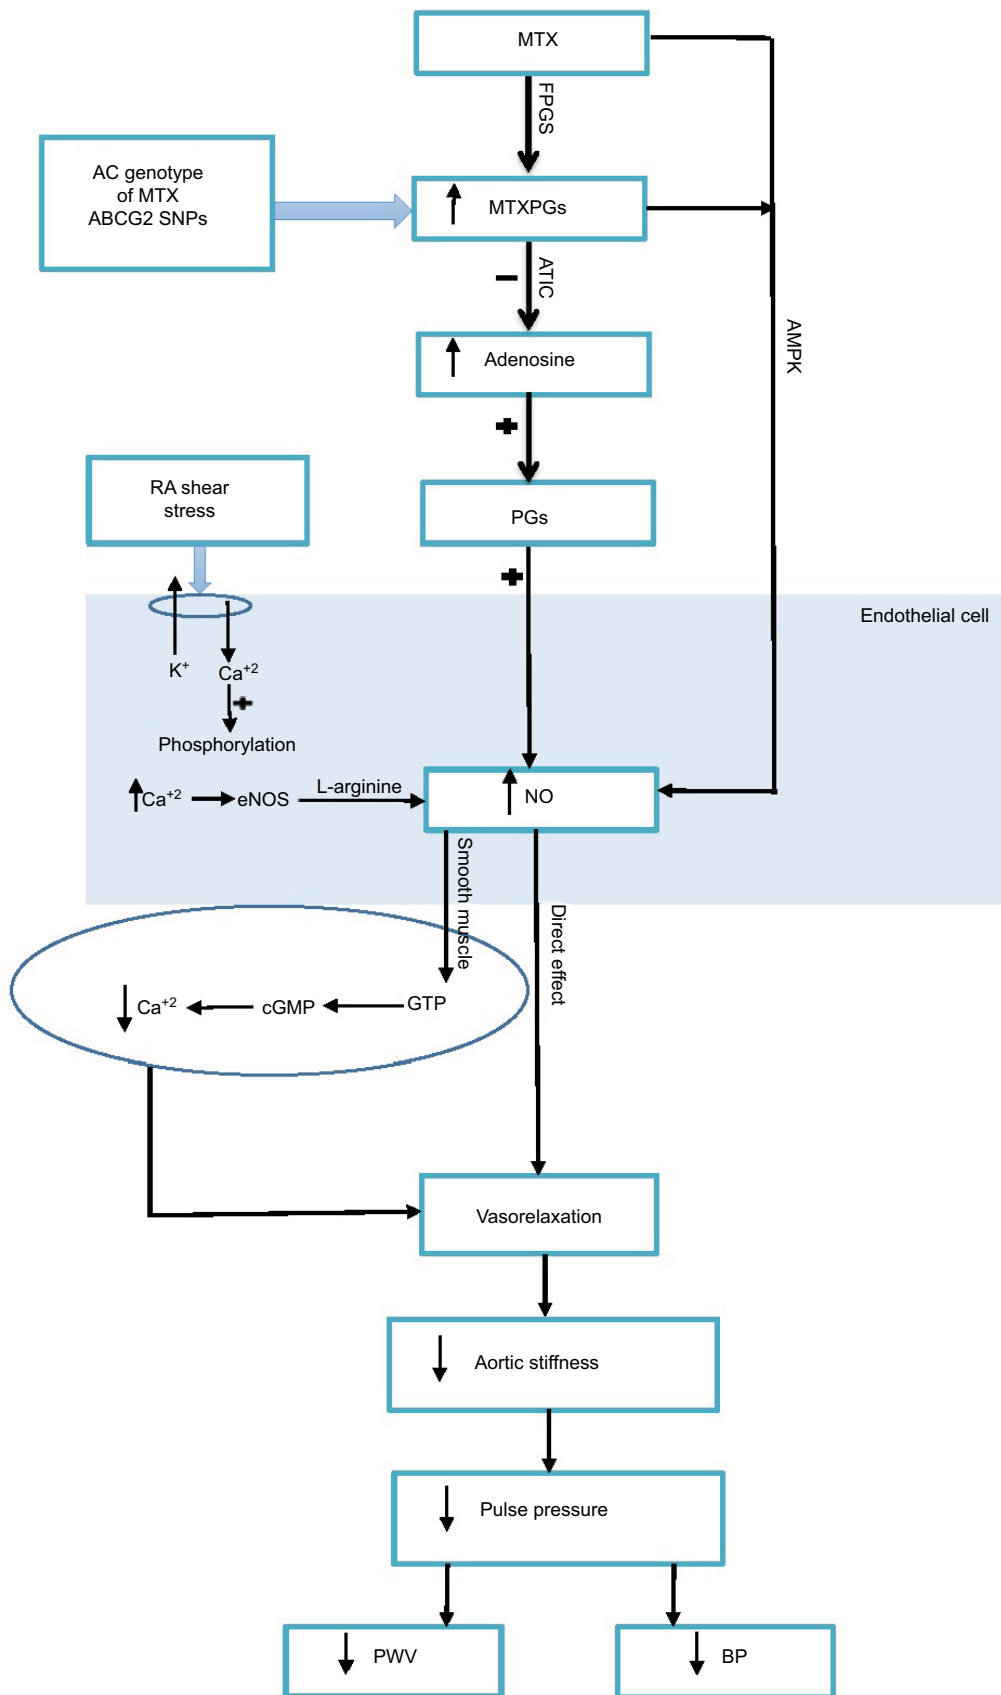 MTX
FPGS
AC genotype
of MTX
ABCG2 SNPs
MTXPGs
ATIC
Adenosine
AMPK
RA shear
stress
PGs
Endothelial cell
K+
Ca+2
Phosphorylation
Ca+2
eNOS
L-arginine
NO
Smooth muscle
Direct effect
Ca+2
cGMP
GTP
Vasorelaxation
Aortic stiffness
Pulse pressure
PWV
BP